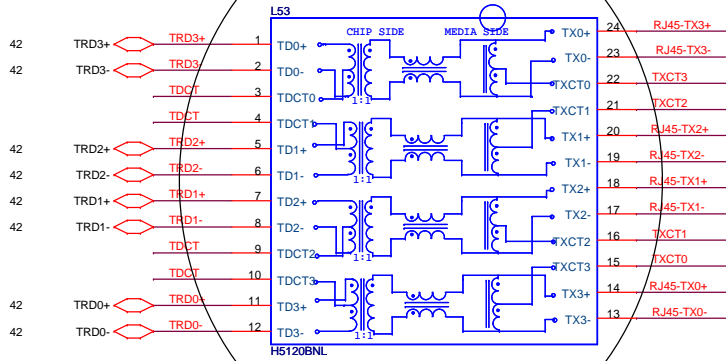 L53
CHIP SIDE MEDIA SIDE
42 TRD3+ TRD3+ 1 TD0+ TX0+ 24 RJ45-TX3+
42 TRD3- TRD3- 2 TD0- TX0- 23 RJ45-TX3-
TDCT 3 TDCT0 1:1 TXCT0 22 TXCT3
TDCT 4 TDCT1 TXCT1 21 TXCT2
42 TRD2+ TRD2+ 5 TD1+ TX1+ 20 RJ45-TX2+
42 TRD2- TRD2- 6 TD1- 1:1 TX1- 19 RJ45-TX2-
42 TRD1+ TRD1+ 7 TD2+ TX2+ 18 RJ45-TX1+
42 TRD1- TRD1- 8 TD2- TX2- 17 RJ45-TX1-
TDCT 9 TDCT2 1:1 TXCT2 16 TXCT1
TDCT 10 TDCT3 TXCT3 15 TXCT0
42 TRD0+ TRD0+ 11 TD3+ TX3+ 14 RJ45-TX0+
42 TRD0- TRD0- 12 TD3- 1:1 TX3- 13 RJ45-TX0-
H5120BNL